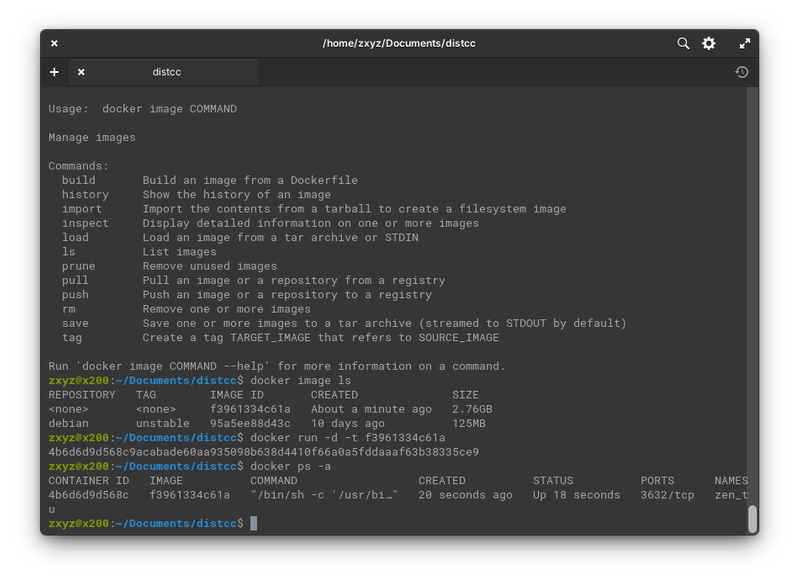 /home/zxyz/Documents/distcc
distcc
Usage:  docker image COMMAND
Manage images
Commands:
  build       Build an image from a Dockerfile
  history     Show the history of an image
  import      Import the contents from a tarball to create a filesystem image
  inspect     Display detailed information on one or more images
  load        Load an image from a tar archive or STDIN
  ls          List images
  prune       Remove unused images
  pull        Pull an image or a repository from a registry
  push        Push an image or a repository to a registry
  rm          Remove one or more images
  save        Save one or more images to a tar archive (streamed to STDOUT by default)
  tag         Create a tag TARGET_IMAGE that refers to SOURCE_IMAGE
Run 'docker image COMMAND --help' for more information on a command.
zxyz@x200:~/Documents/distcc$ docker image ls
REPOSITORY   TAG        IMAGE ID       CREATED              SIZE
<none>       <none>     f3961334c61a   About a minute ago   2.76GB
debian       unstable   95a5ee88d43c   10 days ago          125MB
zxyz@x200:~/Documents/distcc$ docker run -d -t f3961334c61a
4b6d6d9d568c9acabade60aa935098b638d4410f66a0a5fddaaaf63b38335ce9
zxyz@x200:~/Documents/distcc$ docker ps -a
CONTAINER ID   IMAGE          COMMAND                  CREATED          STATUS          PORTS      NAMES
4b6d6d9d568c   f3961334c61a   "/bin/sh -c '/usr/bi…"   20 seconds ago   Up 18 seconds   3632/tcp   zen_t
u
zxyz@x200:~/Documents/distcc$